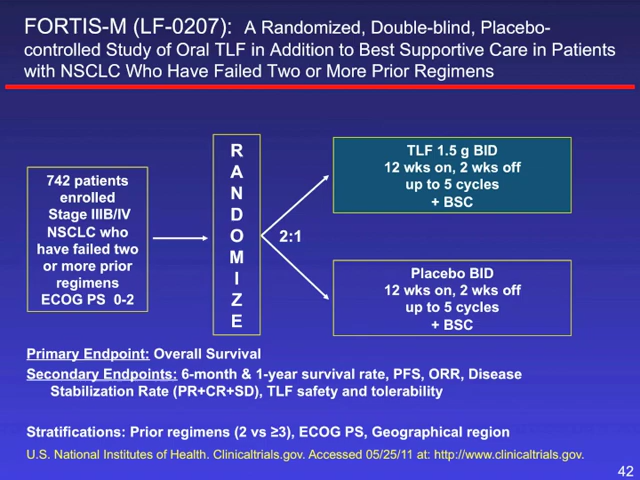 FORTIS-M (LF-0207): A Randomized, Double-blind, Placebo-
controlled Study of Oral TLF in Addition to Best Supportive Care in Patients
with NSCLC Who Have Failed Two or More Prior Regimens
742 patients
enrolled
Stage IIIB/IV
NSCLC who
have failed two
or more prior
regimens
ECOG PS 0-2
R
A
N
D
O
M
I
Z
E
2:1
TLF 1.5 g BID
12 wks on, 2 wks off
up to 5 cycles
+ BSC
Placebo BID
12 wks on, 2 wks off
up to 5 cycles
+ BSC
Primary Endpoint: Overall Survival
Secondary Endpoints: 6-month & 1-year survival rate, PFS, ORR, Disease
Stabilization Rate (PR+CR+SD), TLF safety and tolerability
Stratifications: Prior regimens (2 vs ≥3), ECOG PS, Geographical region
U.S. National Institutes of Health. Clinicaltrials.gov. Accessed 05/25/11 at: http://www.clinicaltrials.gov.
42